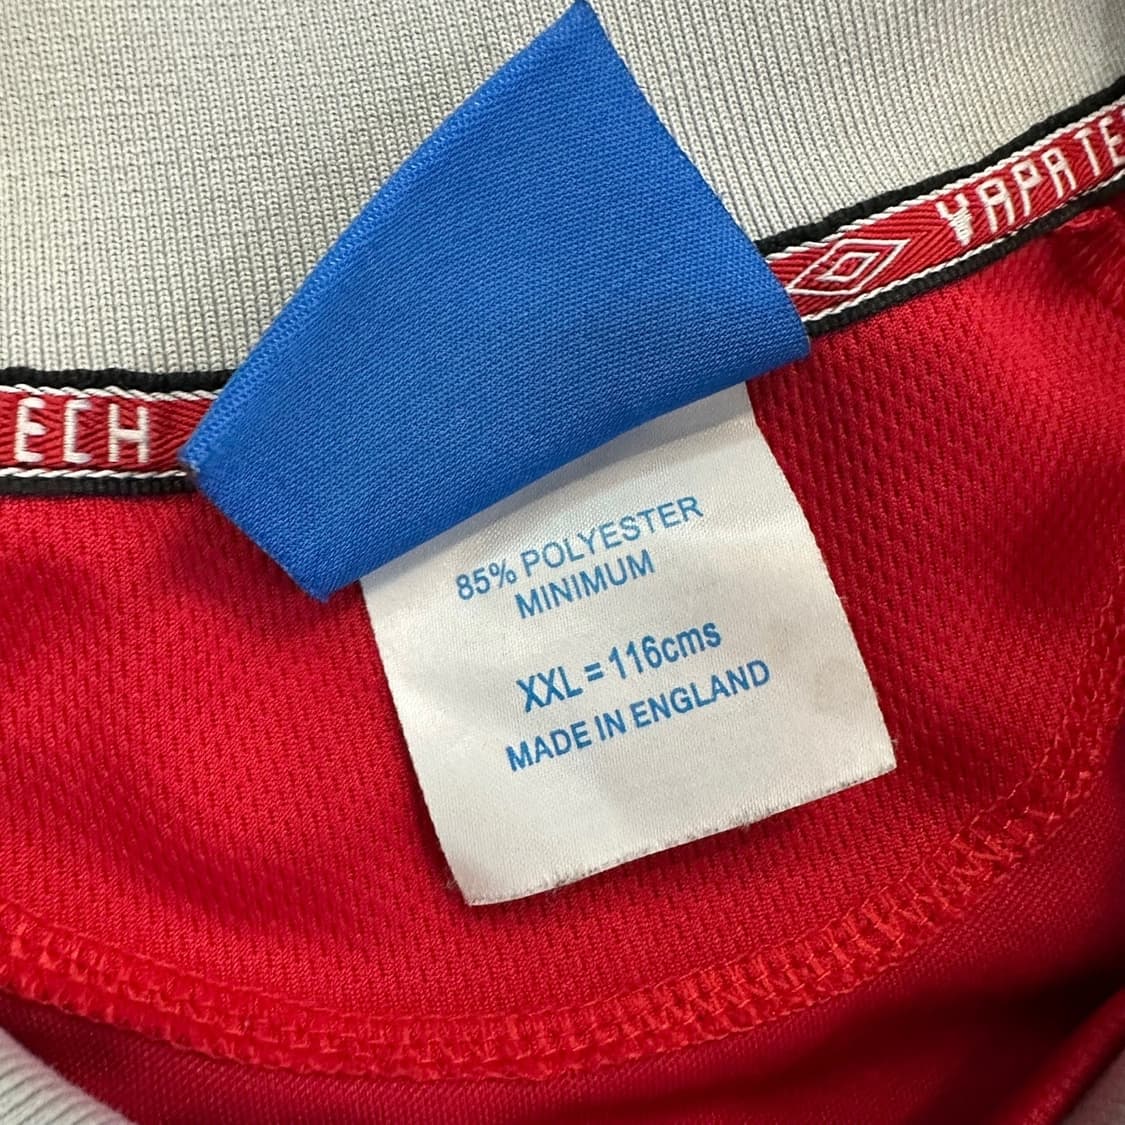 VAPATE
ECH
85% POLYESTER
MINIMUM
XXL = 116cms
MADE IN ENGLAND